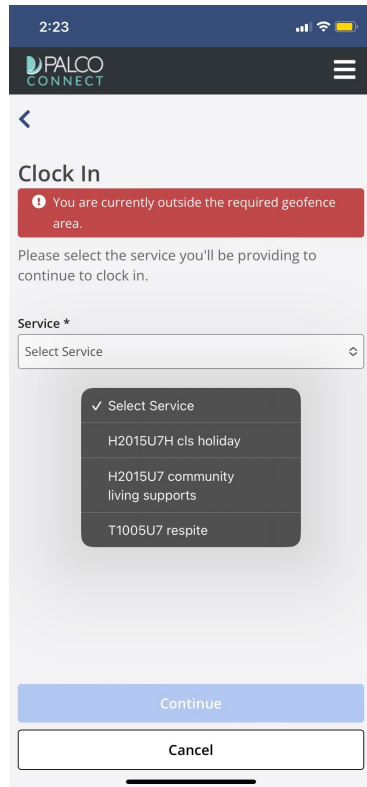 2:23
PALCO
CONNECT
Clock In
You are currently outside the required geofence
area.
Please select the service you'll be providing to
continue to clock in.
Service *
Select Service
✓ Select Service
H2015U7H cls holiday
H2015U7 community
living supports
T1005U7 respite
Continue
Cancel